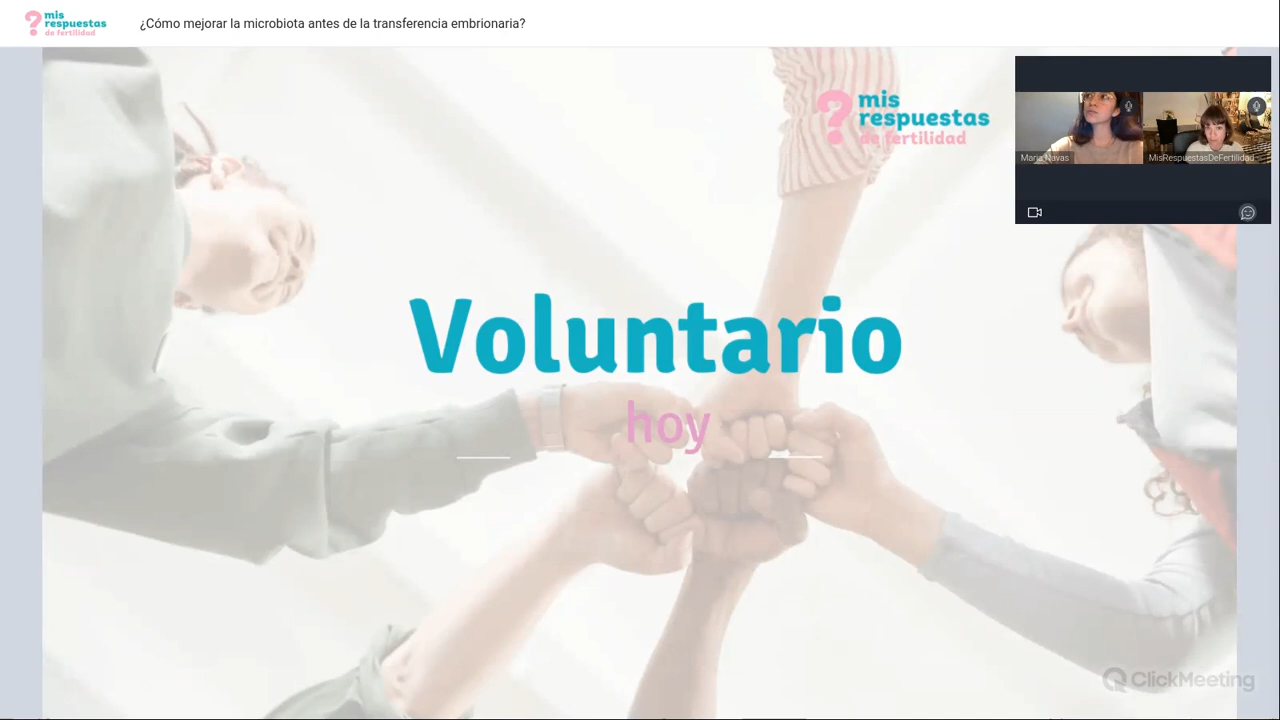 mis
respuestas
de fertilidad
¿Cómo mejorar la microbiota antes de la transferencia embrionaria?
mis
respuestas
de fertilidad
María Navas
MisRespuestasDeFertilidad
Voluntario
hoy
ClickMeeting